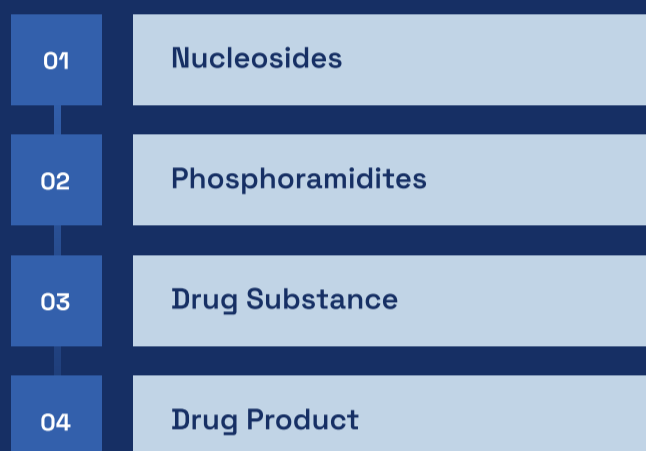 01
Nucleosides
02
Phosphoramidites
03
Drug Substance
04
Drug Product